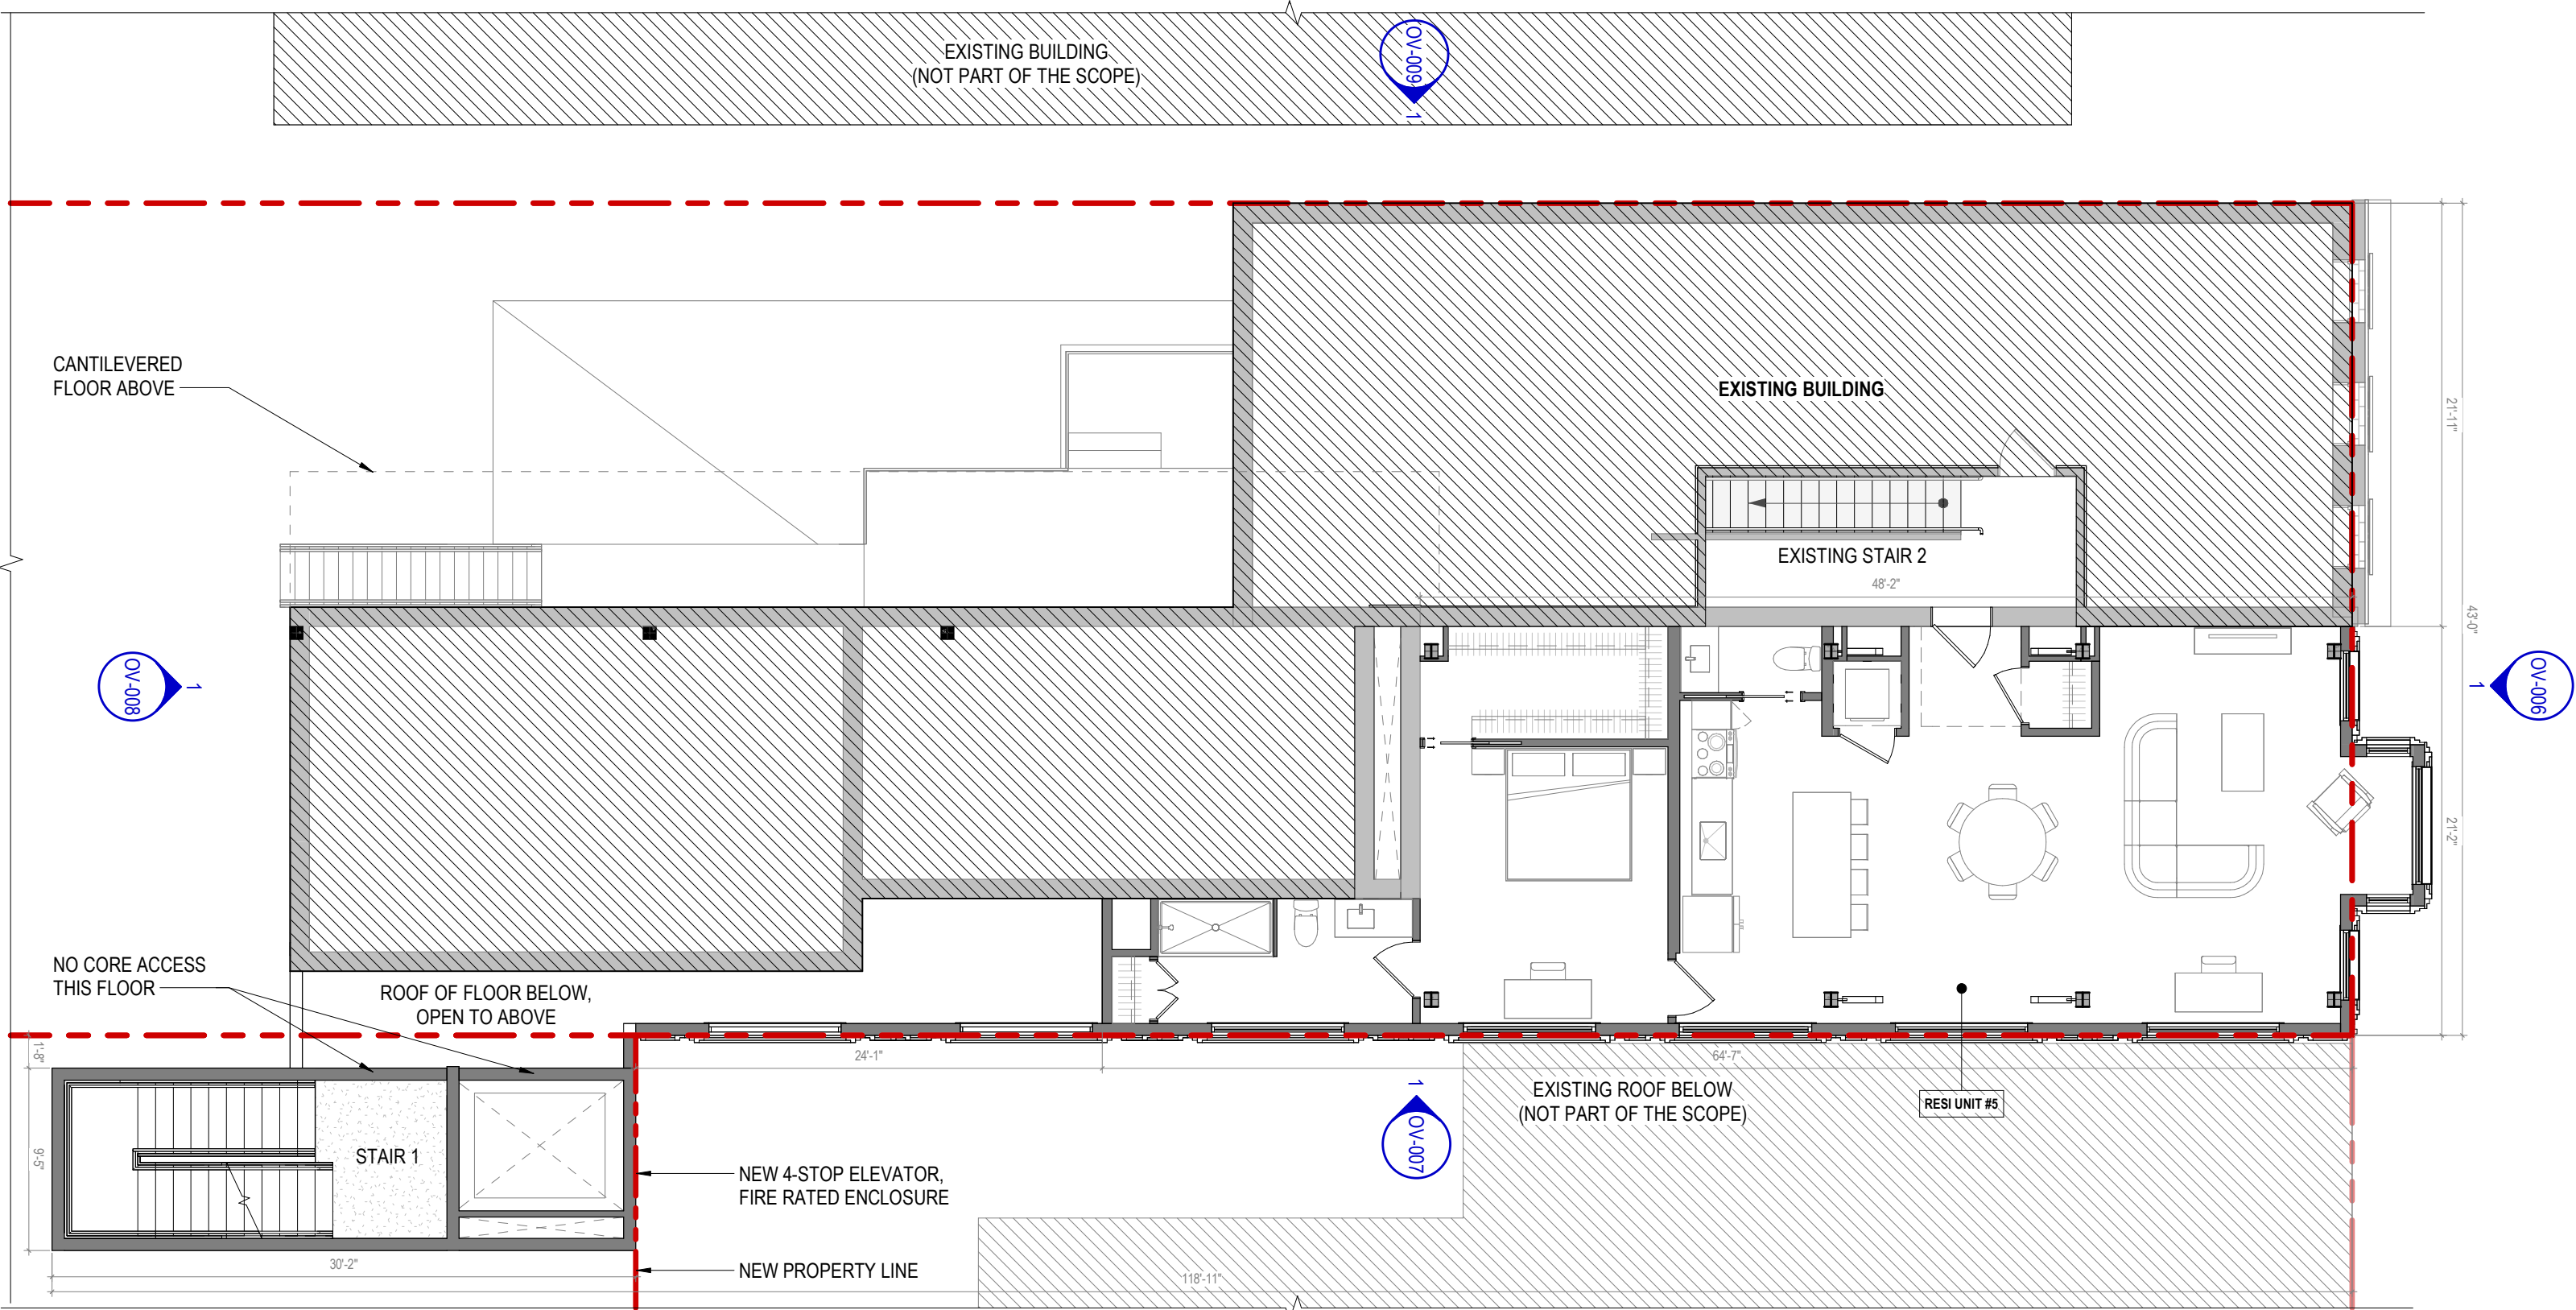 EXISTING BUILDING
(NOT PART OF THE SCOPE)
OV-009
1
CANTILEVERED
FLOOR ABOVE
EXISTING BUILDING
21'-11"
EXISTING STAIR 2
48'-2"
43'-0"
OV-008
1
1
OV-006
21'-2"
NO CORE ACCESS
THIS FLOOR
ROOF OF FLOOR BELOW,
OPEN TO ABOVE
1'-8"
24'-1"
64'-7"
EXISTING ROOF BELOW
(NOT PART OF THE SCOPE)
1
OV-007
RESI UNIT #5
STAIR 1
9'-5"
NEW 4-STOP ELEVATOR,
FIRE RATED ENCLOSURE
30'-2"
NEW PROPERTY LINE
118'-11"